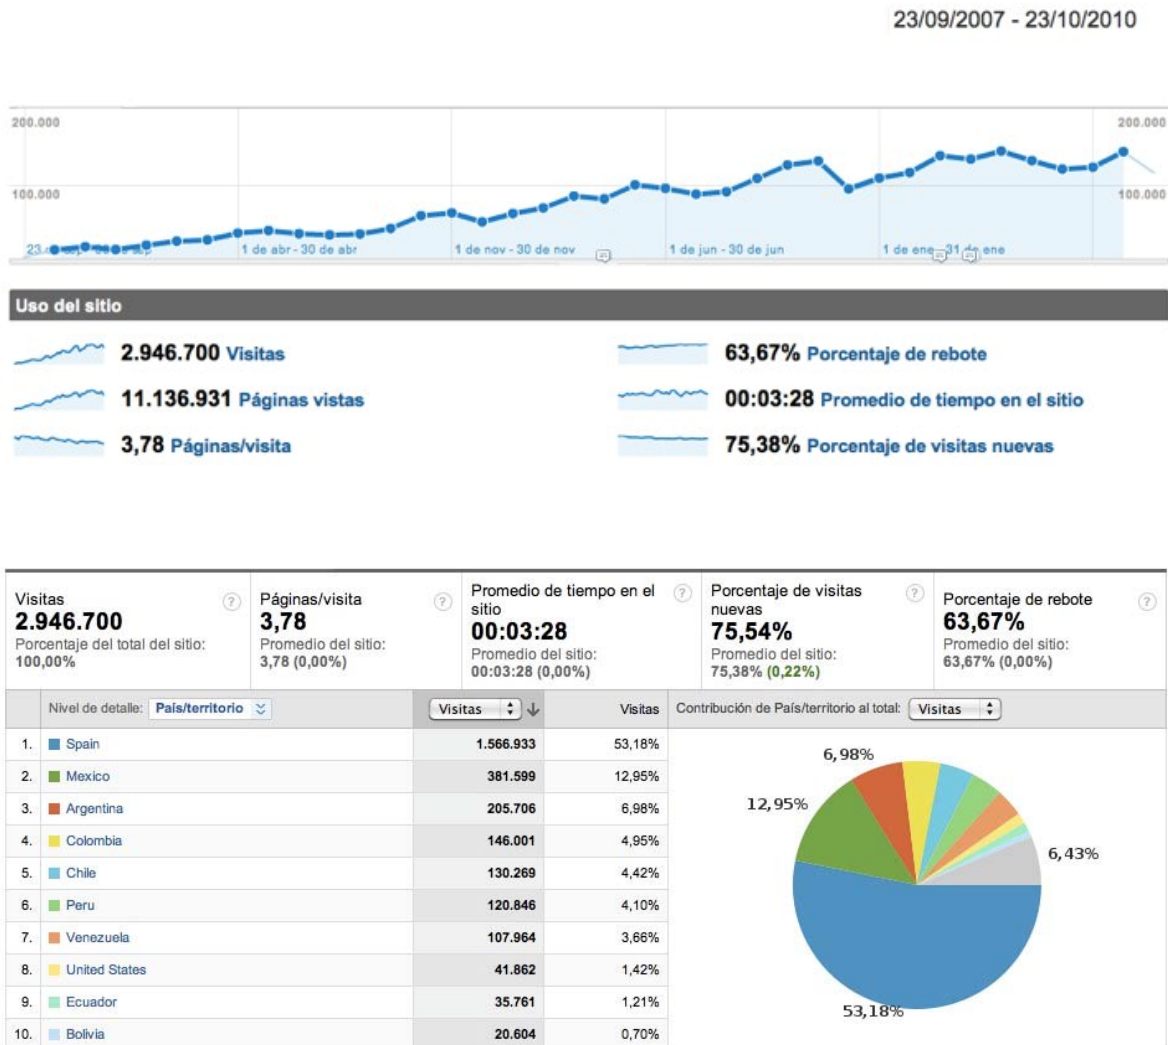 23/09/2007 - 23/10/2010
200.000 200.000
100.000 100.000
1 de abr - 30 de abr 1 de nov - 30 de nov 1 de jun - 30 de jun 1 de ene 31 de ene
Uso del sitio
2.946.700 Visitas 63,67% Porcentaje de rebote
11.136.931 Páginas vistas 00:03:28 Promedio de tiempo en el sitio
3,78 Páginas/visita 75,38% Porcentaje de visitas nuevas
Visitas ?
2.946.700
Porcentaje del total del sitio:
100,00%
Páginas/visita ?
3,78
Promedio del sitio:
3,78 (0,00%)
Promedio de tiempo en el ?
sitio
00:03:28
Promedio del sitio:
00:03:28 (0,00%)
Porcentaje de visitas ?
nuevas
75,54%
Promedio del sitio:
75,38% (0,22%)
Porcentaje de rebote ?
63,67%
Promedio del sitio:
63,67% (0,00%)
Nivel de detalle: País/territorio Visitas Visitas Contribución de País/territorio al total: Visitas
1. Spain 1.566.933 53,18%
2. Mexico 381.599 12,95%
3. Argentina 205.706 6,98%
4. Colombia 146.001 4,95%
5. Chile 130.269 4,42%
6. Peru 120.846 4,10%
7. Venezuela 107.964 3,66%
8. United States 41.862 1,42%
9. Ecuador 35.761 1,21%
10. Bolivia 20.604 0,70%
6,98%
12,95%
6,43%
53,18%